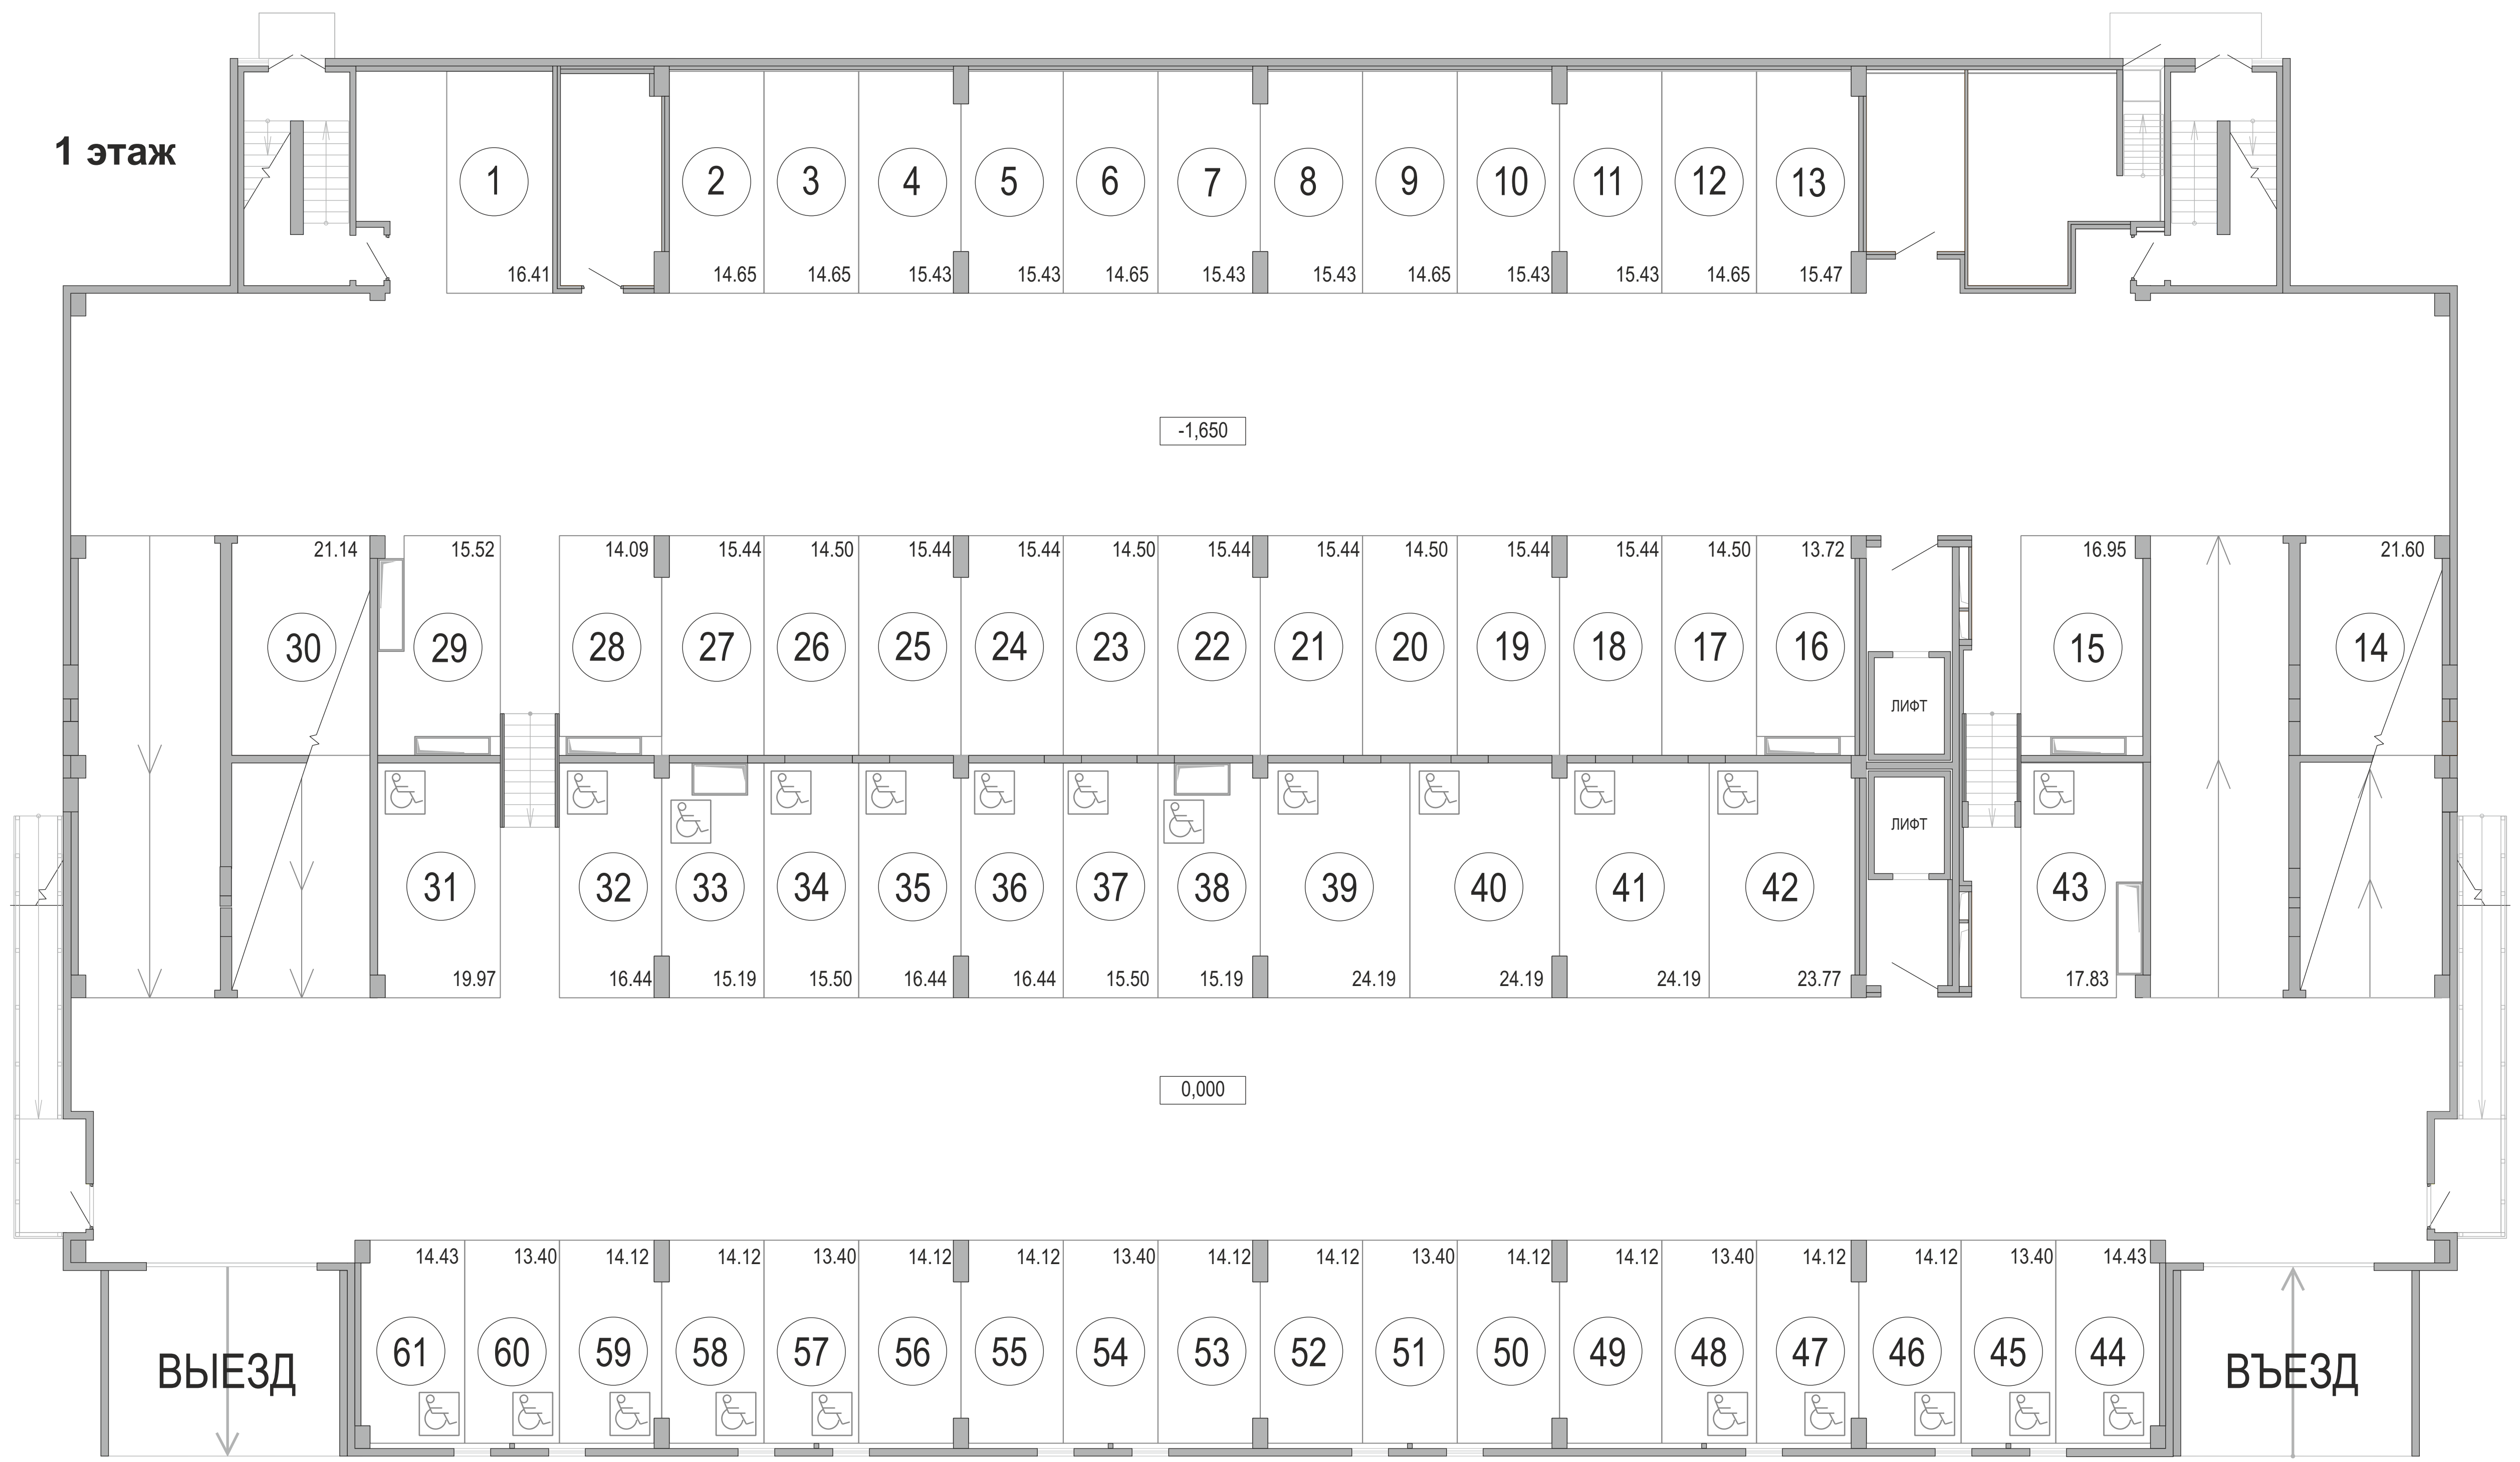 1 этаж
1 2 3 4 5 6 7 8 9 10 11 12 13
16.41 14.65 14.65 15.43 15.43 14.65 15.43 15.43 14.65 15.43 15.43 14.65 15.47
-1,650
21.14 15.52 14.09 15.44 14.50 15.44 15.44 14.50 15.44 15.44 14.50 15.44 15.44 14.50 13.72 16.95 21.60
30 29 28 27 26 25 24 23 22 21 20 19 18 17 16 15 14
ЛИФТ
ЛИФТ
31 32 33 34 35 36 37 38 39 40 41 42 43
19.97 16.44 15.19 15.50 16.44 16.44 15.50 15.19 24.19 24.19 24.19 23.77 17.83
0,000
14.43 13.40 14.12 14.12 13.40 14.12 14.12 13.40 14.12 14.12 13.40 14.12 14.12 13.40 14.12 14.12 13.40 14.43
61 60 59 58 57 56 55 54 53 52 51 50 49 48 47 46 45 44
ВЫЕЗД ВЪЕЗД